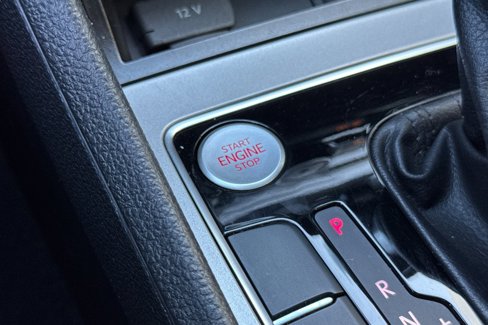 12 V
START
ENGINE
STOP
P
R
N